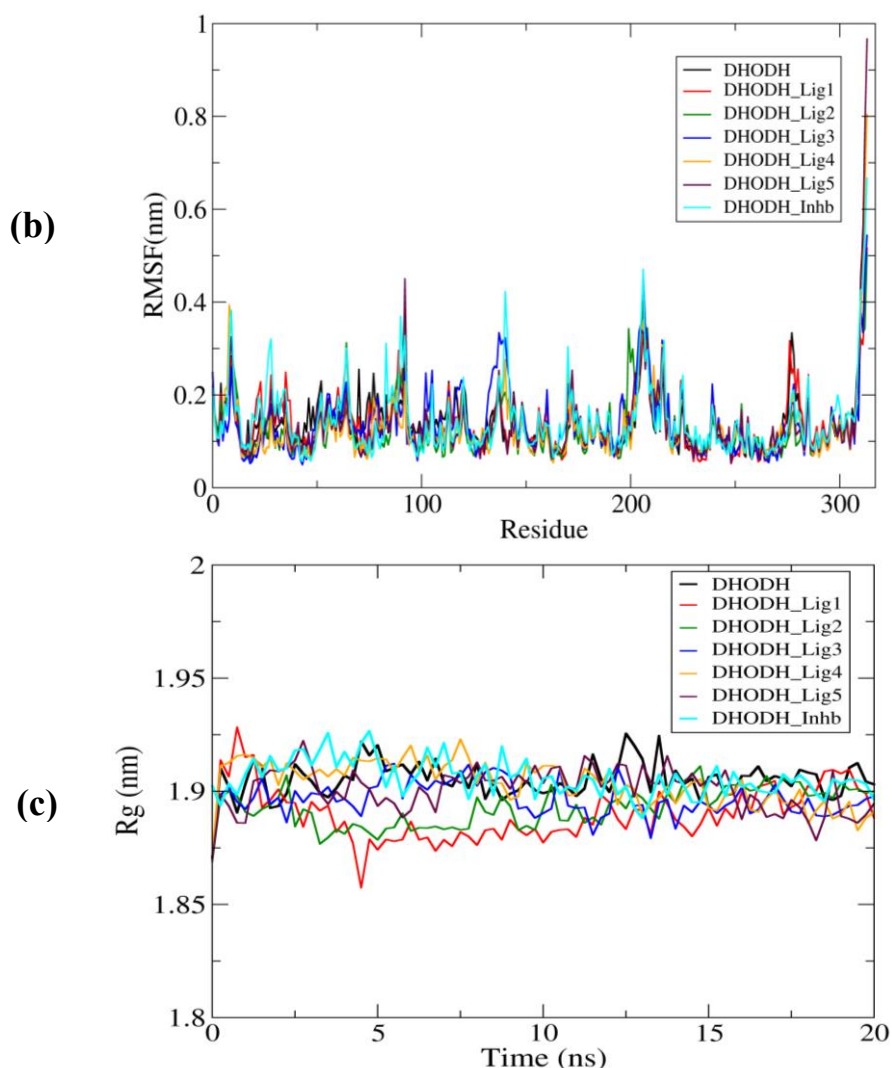 (b)
RMSF(nm)
1
0.8
0.6
0.4
0.2
0
DHODH
DHODH_Lig1
DHODH_Lig2
DHODH_Lig3
DHODH_Lig4
DHODH_Lig5
DHODH_Inhb
0 100 200 300
Residue
(c)
Rg (nm)
2
1.95
1.9
1.85
1.8
DHODH
DHODH_Lig1
DHODH_Lig2
DHODH_Lig3
DHODH_Lig4
DHODH_Lig5
DHODH_Inhb
0 5 10 15 20
Time (ns)